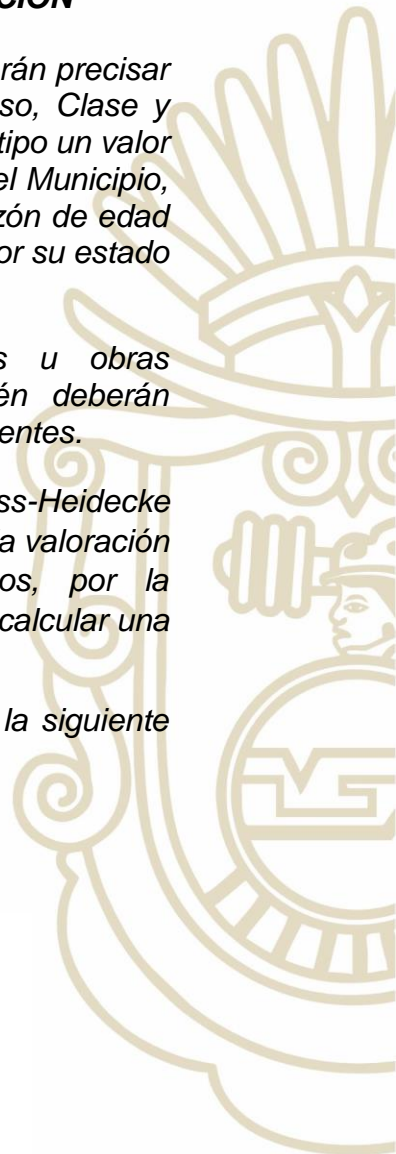 CIÓN
rán precisar
so, Clase y
tipo un valor
el Municipio,
zón de edad
or su estado
s u obras
én deberán
entes.
ss-Heidecke
a valoración
os, por la
calcular una
la siguiente